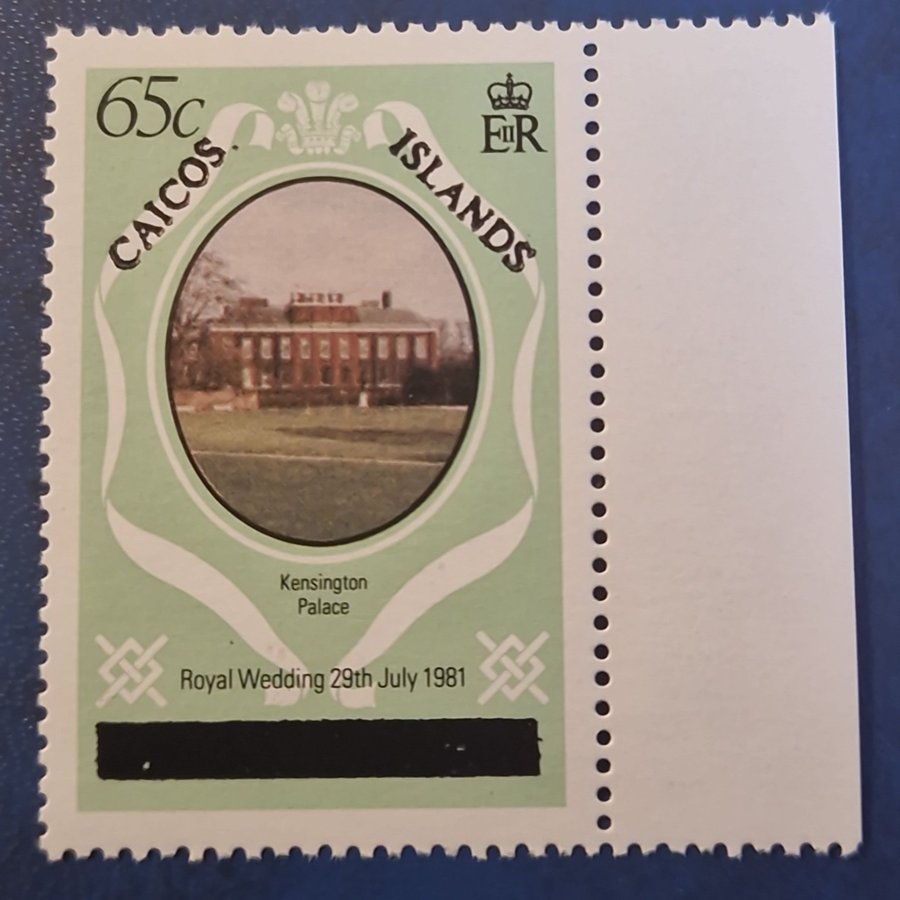 65c
EIIR
CAICOS ISLANDS
Kensington
Palace
Royal Wedding 29th July 1981